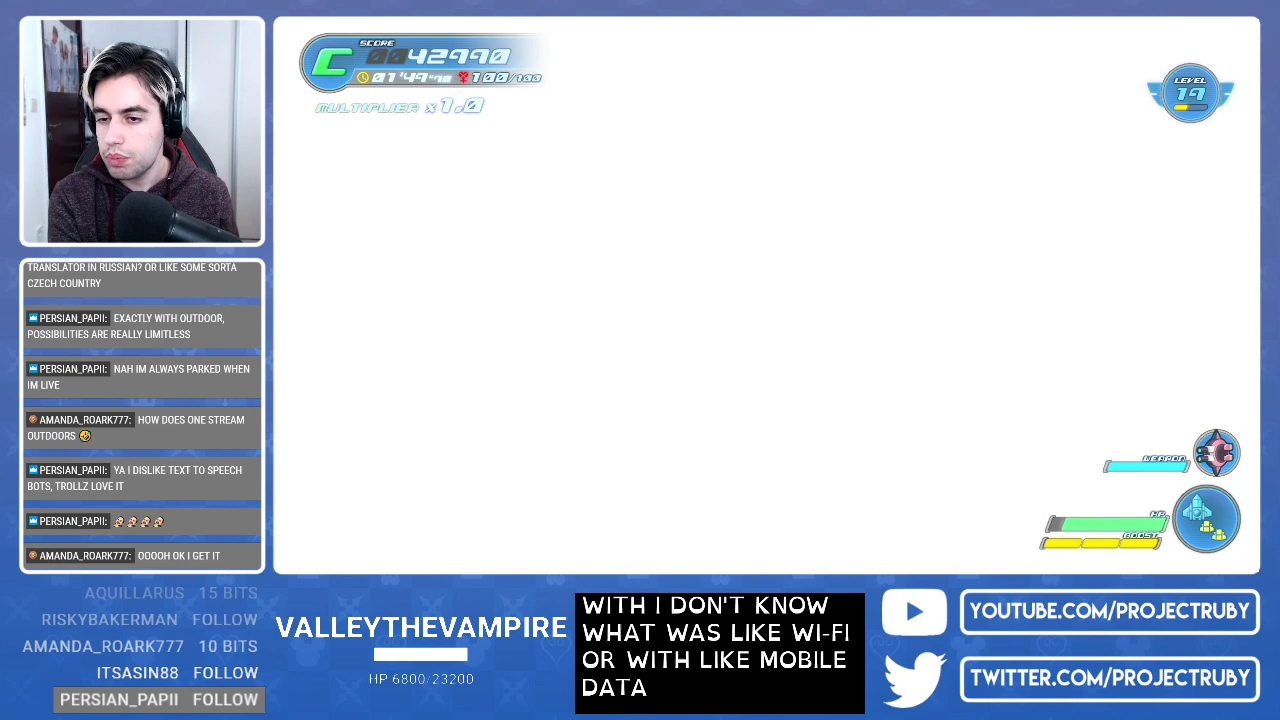 SCORE
C 0042990
01'49"98 100/100
MULTIPLIER x 1.0
LEVEL
19
TRANSLATOR IN RUSSIAN? OR LIKE SOME SORTA
CZECH COUNTRY
PERSIAN_PAPII: EXACTLY WITH OUTDOOR,
POSSIBILITIES ARE REALLY LIMITLESS
PERSIAN_PAPII: NAH IM ALWAYS PARKED WHEN
IM LIVE
AMANDA_ROARK777: HOW DOES ONE STREAM
OUTDOORS
PERSIAN_PAPII: YA I DISLIKE TEXT TO SPEECH
BOTS, TROLLZ LOVE IT
PERSIAN_PAPII:
AMANDA_ROARK777: OOOOH OK I GET IT
WEAPON
HP
BOOST
AQUILLARUS 15 BITS
RISKYBAKERMAN FOLLOW
AMANDA_ROARK777 10 BITS
ITSASIN88 FOLLOW
PERSIAN_PAPII FOLLOW
VALLEYTHEVAMPIRE
HP 6800/23200
WITH I DON'T KNOW
WHAT WAS LIKE WI-FI
OR WITH LIKE MOBILE
DATA
YOUTUBE.COM/PROJECTRUBY
TWITTER.COM/PROJECTRUBY